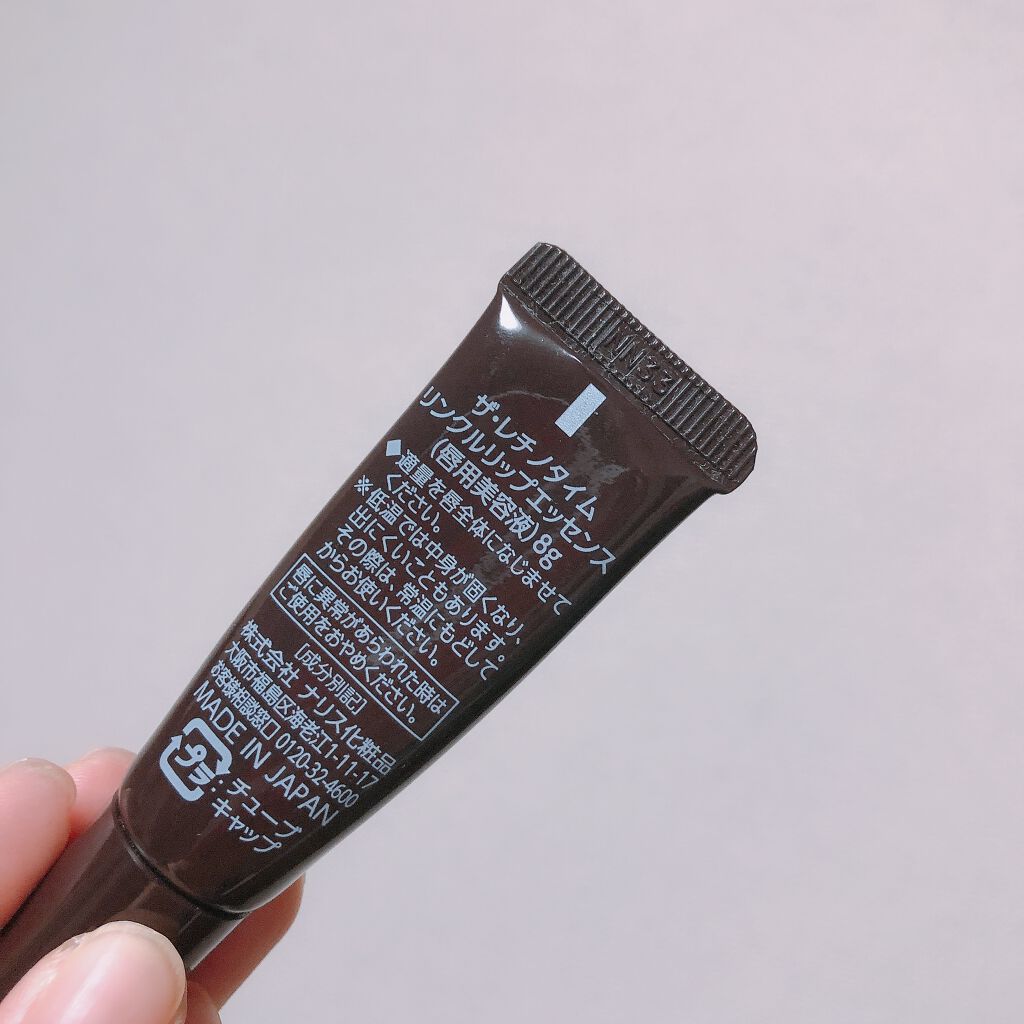 NN33
ザ・レチノタイム
リンクルリップエッセンス
(唇用美容液)8g
◆適量を唇全体になじませて
ください。
※低温では中身が固くなり、
出にくいこともあります。
その際は、常温にもどして
からお使いください。
唇に異常があらわれた時は
ご使用をおやめください。
[成分別記]
株式会社 ナリス化粧品
大阪市福島区海老江1-11-17
お客様相談窓口 0120-32-4600
MADE IN JAPAN
プラ:チューブ
キャップ